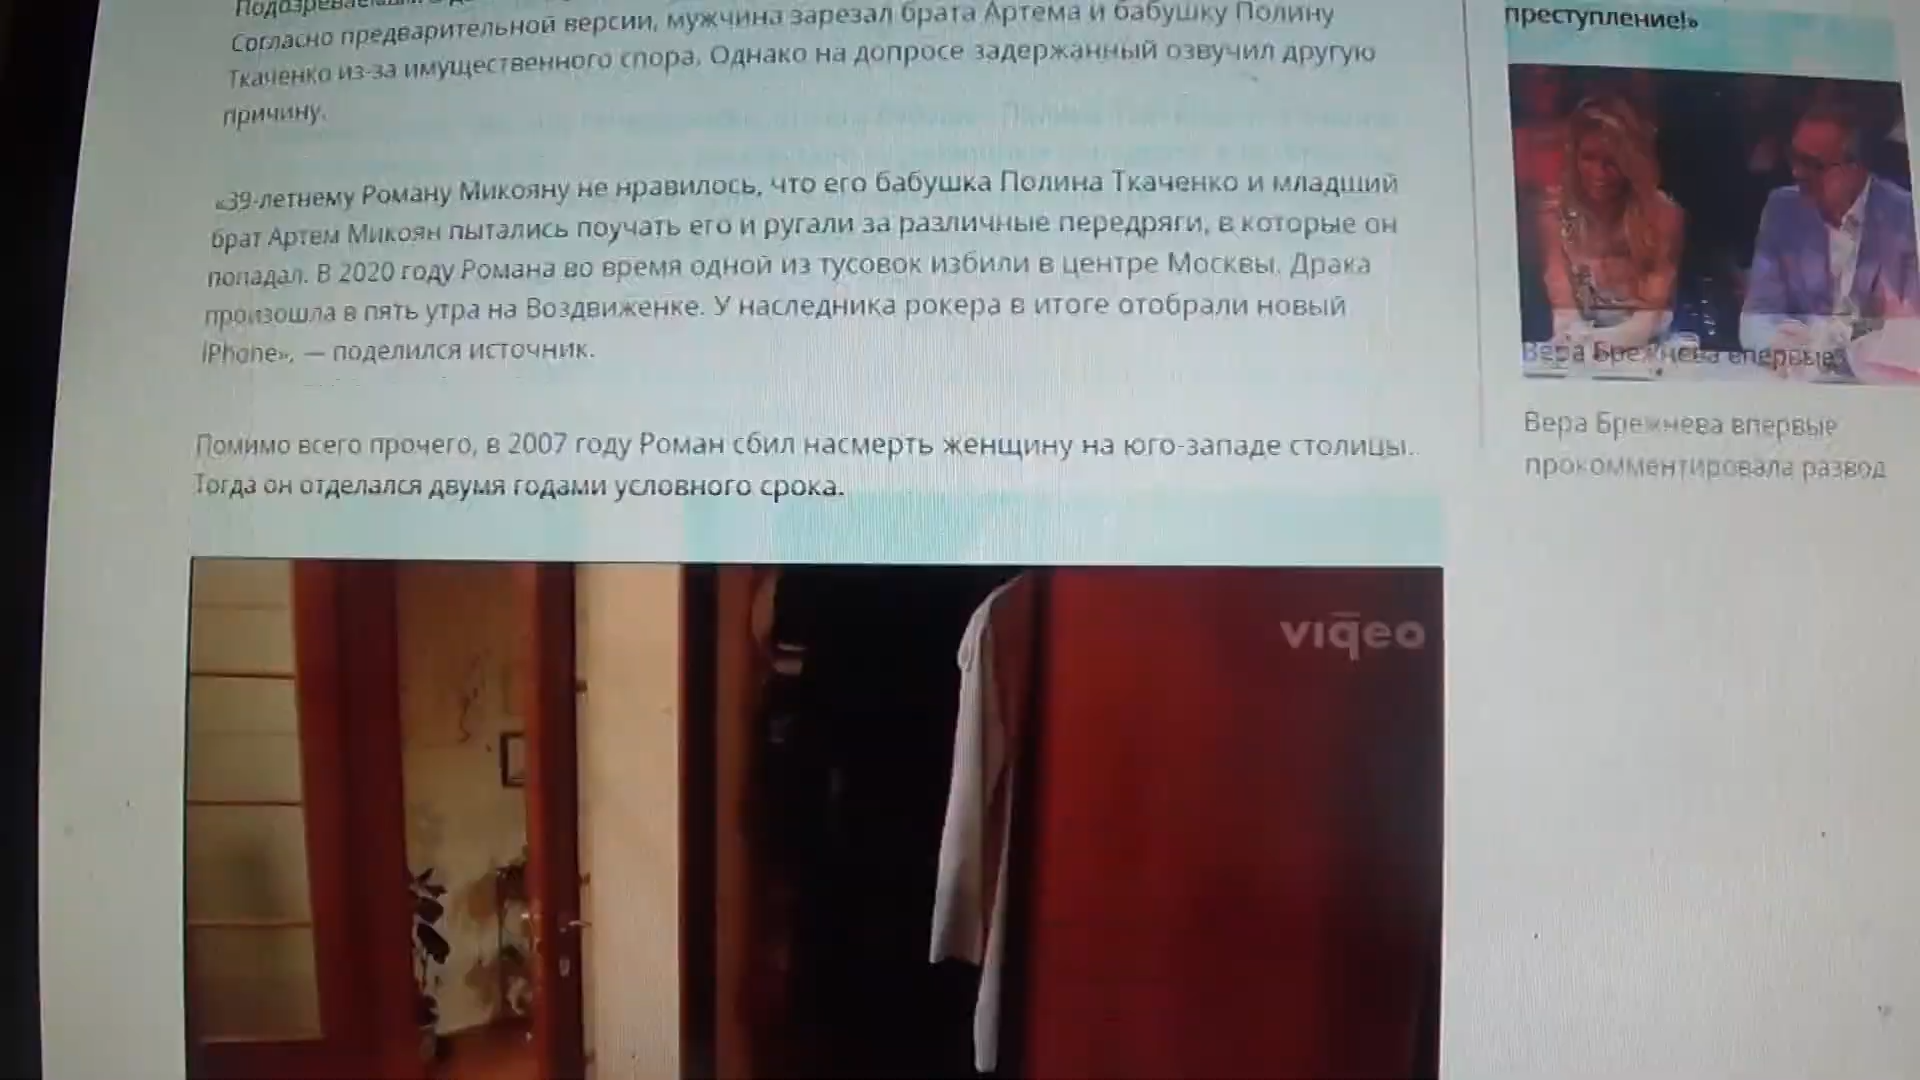 Согласно предварительной версии, мужчина зарезал брата Артема и бабушку Полину
Ткаченко из-за имущественного спора. Однако на допросе задержанный озвучил другую
причину.
«39-летнему Роману Микояну не нравилось, что его бабушка Полина Ткаченко и младший
брат Артем Микоян пытались поучать его и ругали за различные передряги, в которые он
попадал. В 2020 году Романа во время одной из тусовок избили в центре Москвы. Драка
произошла в пять утра на Воздвиженке. У наследника рокера в итоге отобрали новый
iPhone», — поделился источник.
Помимо всего прочего, в 2007 году Роман сбил насмерть женщину на юго-западе столицы.
Тогда он отделался двумя годами условного срока.
viqeo
преступление!»
Вера Брежнева впервые
Вера Брежнева впервые
прокомментировала развод